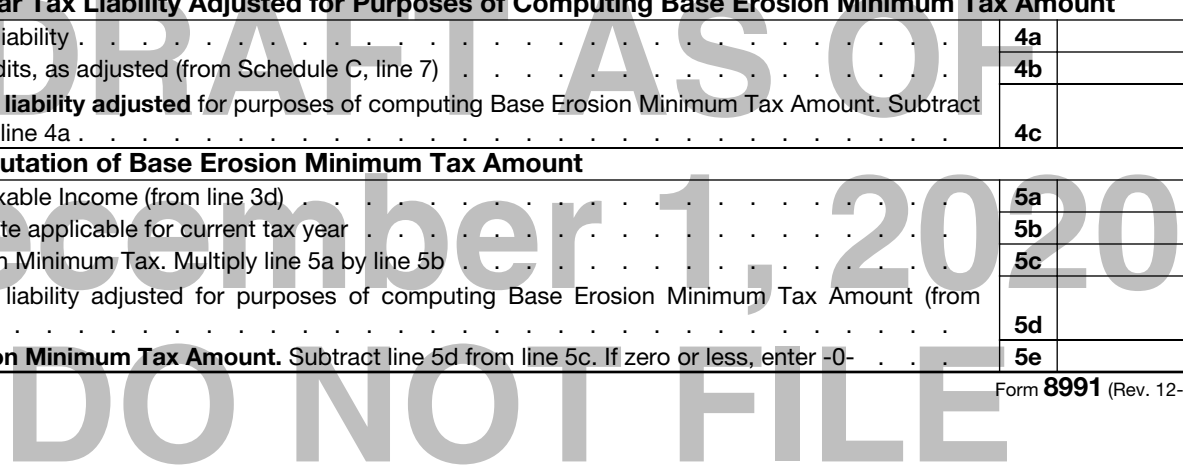 ar Tax Liability Adjusted for Purposes of Computing Base Erosion Minimum Tax Amount
iability . . . . . . . . . . . . . . . . . . . . . . . . . . . . 4a
dits, as adjusted (from Schedule C, line 7) . . . . . . . . . . . . . . . 4b
liability adjusted for purposes of computing Base Erosion Minimum Tax Amount. Subtract
line 4a . . . . . . . . . . . . . . . . . . . . . . . . . . . . 4c
utation of Base Erosion Minimum Tax Amount
xable Income (from line 3d) . . . . . . . . . . . . . . . . . . . . . 5a
te applicable for current tax year . . . . . . . . . . . . . . . . . . . 5b
n Minimum Tax. Multiply line 5a by line 5b . . . . . . . . . . . . . . . 5c
liability adjusted for purposes of computing Base Erosion Minimum Tax Amount (from
. . . . . . . . . . . . . . . . . . . . . . . . . . . . . . 5d
on Minimum Tax Amount. Subtract line 5d from line 5c. If zero or less, enter -0- . . . 5e
Form 8991 (Rev. 12-
DRAFT AS OF
ecember 1, 2020
DO NOT FILE